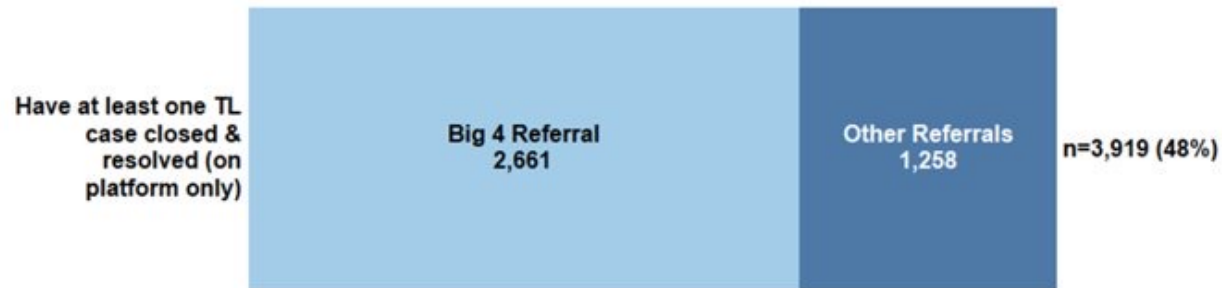 Have at least one TL
case closed &
resolved (on
platform only)
Big 4 Referral
2,661
Other Referrals
1,258
n=3,919 (48%)